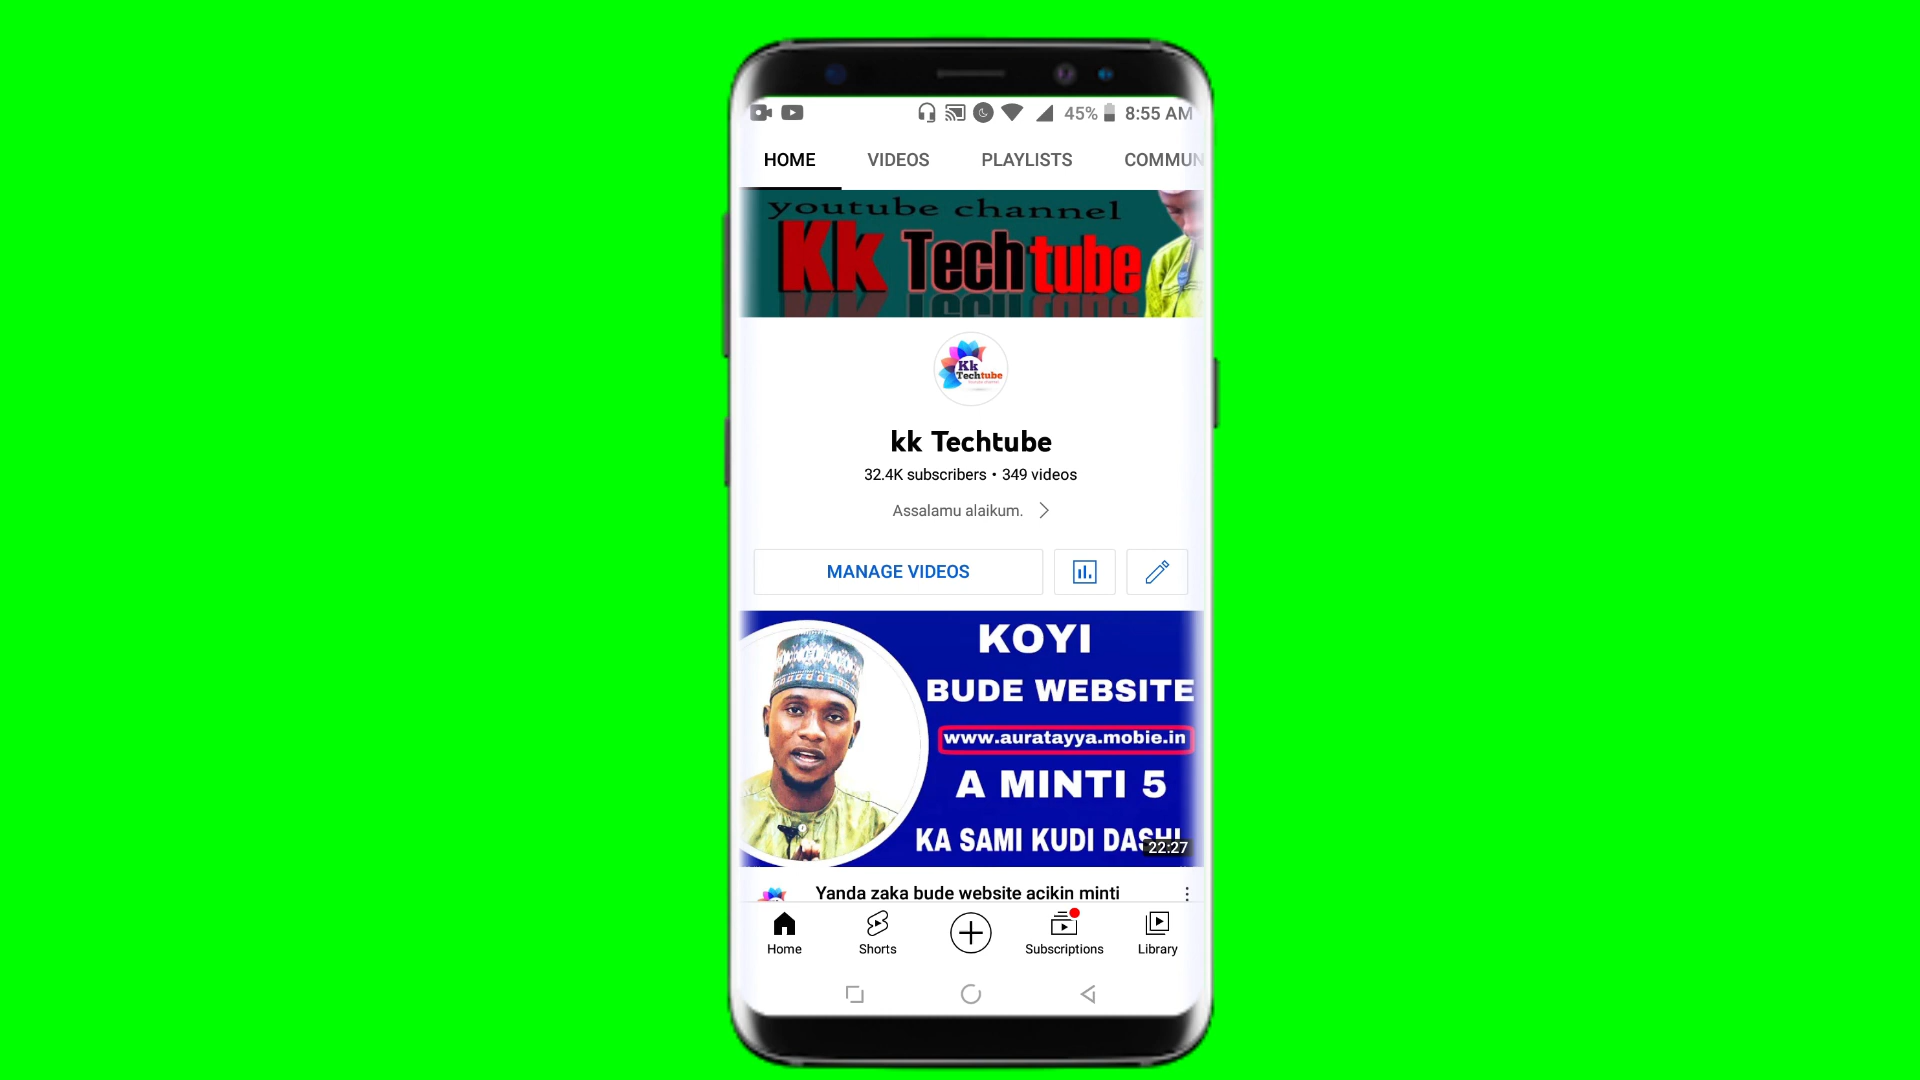 45% 8:55 AM
HOME VIDEOS PLAYLISTS COMMUN
youtube channel
Kk Techtube
Kk
Techtube
kk Techtube
32.4K subscribers • 349 videos
Assalamu alaikum.
MANAGE VIDEOS
KOYI
BUDE WEBSITE
www.auratayya.mobie.in
A MINTI 5
KA SAMI KUDI DASHI
22:27
Yanda zaka bude website acikin minti
Home Shorts Subscriptions Library